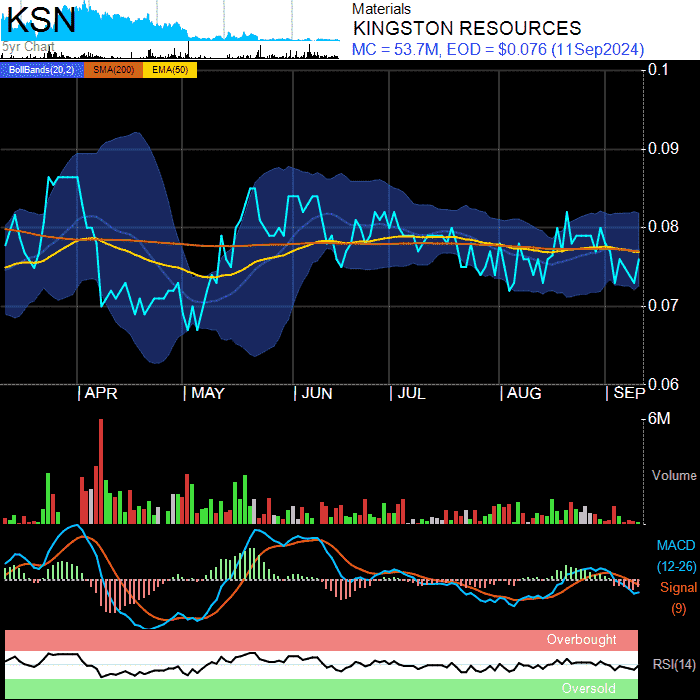 KSN
5yr Chart
Materials
KINGSTON RESOURCES
MC = 53.7M, EOD = $0.076 (11Sep2024)
BollBands(20,2) SMA(200) EMA(50)
0.1
0.09
0.08
0.07
0.06
APR MAY JUN JUL AUG SEP
6M
Volume
MACD
(12-26)
Signal
(9)
Overbought
RSI(14)
Oversold